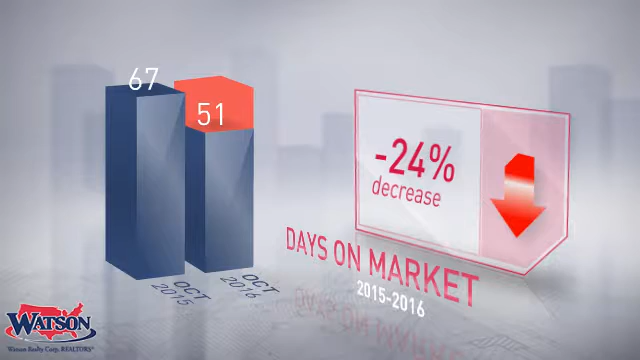 67
51
-24%
decrease
DAYS ON MARKET
2015-2016
OCT
2015
OCT
2016
WATSON
Watson Realty Corp. REALTORS®